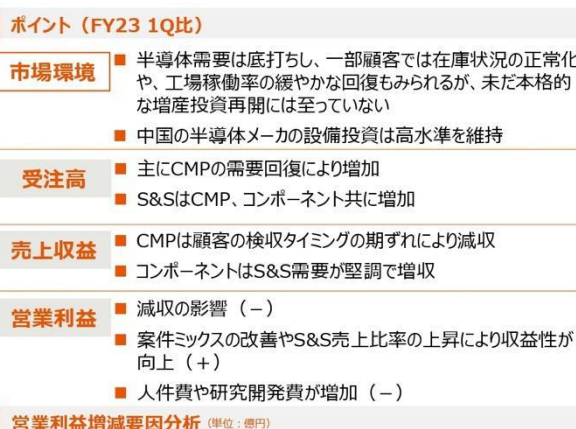 ポイント（FY23 1Q比）
市場環境
■ 半導体需要は底打ちし、一部顧客では在庫状況の正常化
や、工場稼働率の緩やかな回復もみられるが、未だ本格的
な増産投資再開には至っていない
■ 中国の半導体メーカの設備投資は高水準を維持
受注高
■ 主にCMPの需要回復により増加
■ S&SはCMP、コンポーネント共に増加
売上収益
■ CMPは顧客の検収タイミングの期ずれにより減収
■ コンポーネントはS&S需要が堅調で増収
営業利益
■ 減収の影響（－）
■ 案件ミックスの改善やS&S売上比率の上昇により収益性が
向上（＋）
■ 人件費や研究開発費が増加（－）
営業利益増減要因分析（単位：億円）